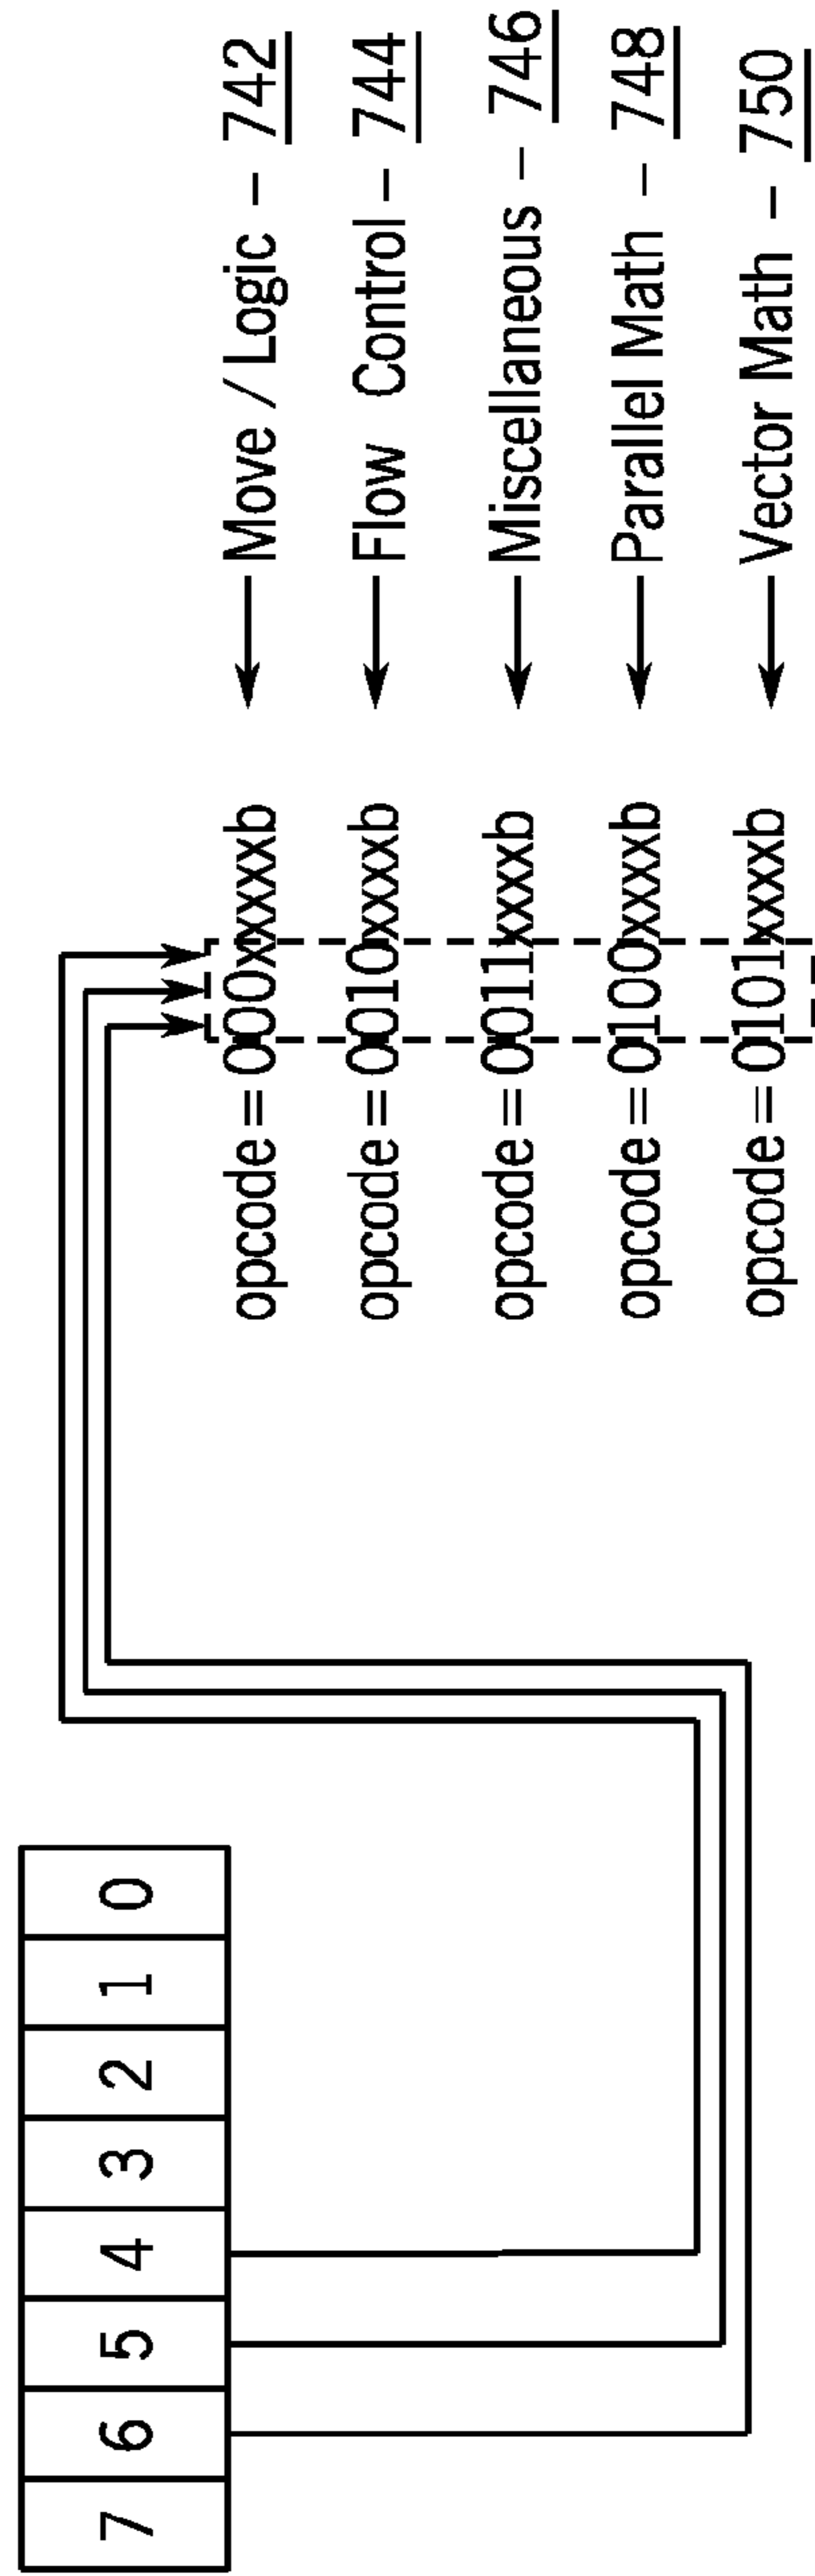 7 6 5 4 3 2 1 0
opcode=000xxxxxb ← Move / Logic – 742
opcode=0010xxxxb ← Flow Control – 744
opcode=0011xxxxb ← Miscellaneous – 746
opcode=0100xxxxb ← Parallel Math – 748
opcode=0101xxxxb ← Vector Math – 750